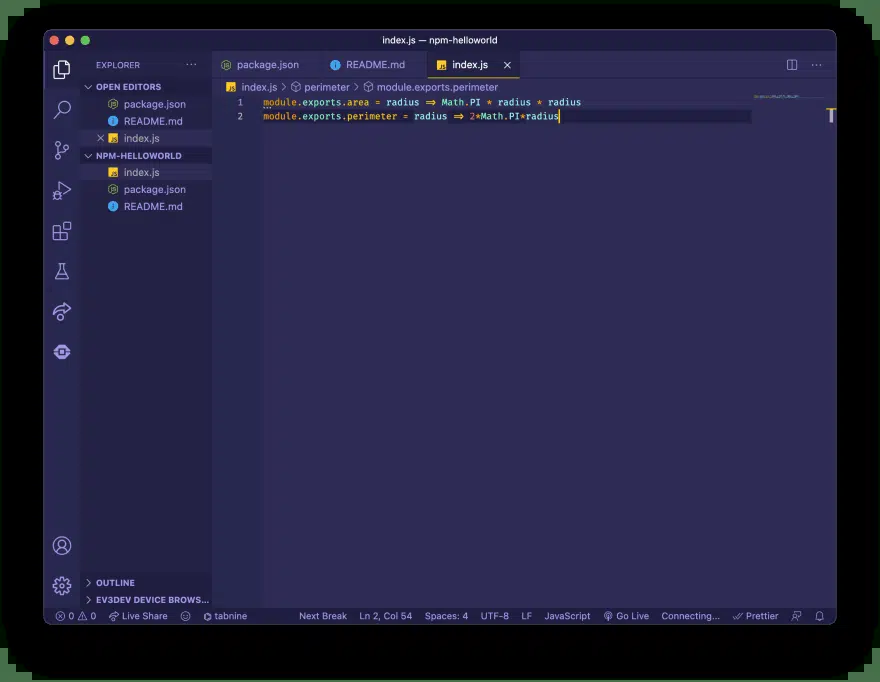 index.js — npm-helloworld
EXPLORER ···
package.json README.md index.js
OPEN EDITORS
package.json
README.md
index.js
NPM-HELLOWORLD
index.js
package.json
README.md
index.js > perimeter > module.exports.perimeter
1 module.exports.area = radius => Math.PI * radius * radius
2 module.exports.perimeter = radius => 2*Math.PI*radius
OUTLINE
EV3DEV DEVICE BROWS...
0 0 Live Share tabnine Next Break Ln 2, Col 54 Spaces: 4 UTF-8 LF JavaScript Go Live Connecting... Prettier